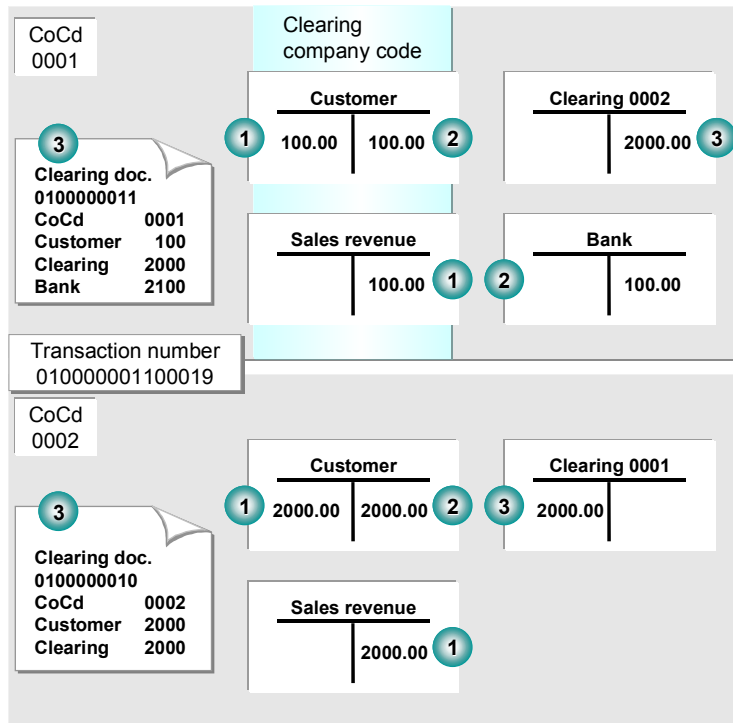 CoCd
0001
Clearing
company code
3
Clearing doc.
0100000011
CoCd 0001
Customer 100
Clearing 2000
Bank 2100
Customer
1 100.00 100.00 2
Clearing 0002
2000.00 3
Sales revenue
100.00 1
Bank
2 100.00
Transaction number
010000001100019
CoCd
0002
3
Clearing doc.
0100000010
CoCd 0002
Customer 2000
Clearing 2000
Customer
1 2000.00 2000.00 2
Clearing 0001
3 2000.00
Sales revenue
2000.00 1